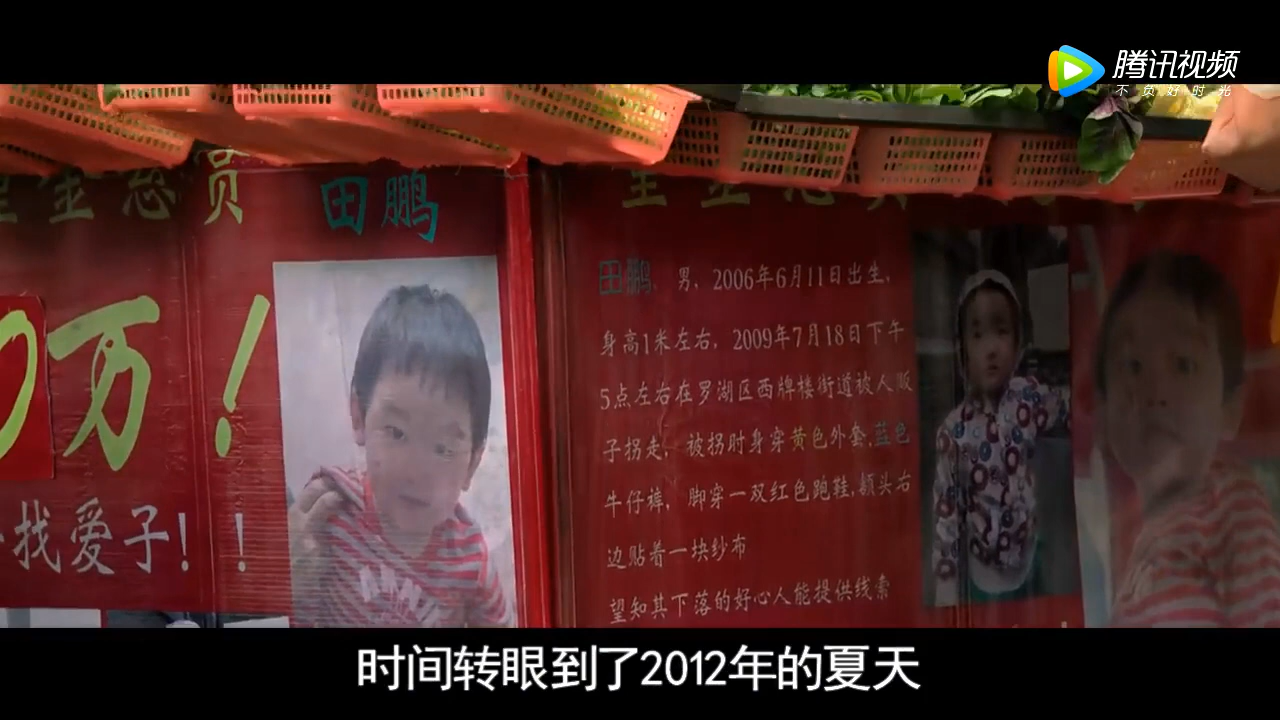 腾讯视频
不负好时光
重金悬员
田鹏
0万！
找爱子！！
田鹏，男，2006年6月11日出生，
身高1米左右，2009年7月18日下午
5点左右在罗湖区西牌楼街道被人贩
子拐走，被拐时身穿黄色外套,蓝色
牛仔裤，脚穿一双红色跑鞋,额头右
边贴着一块纱布
望知其下落的好心人能提供线索
时间转眼到了2012年的夏天